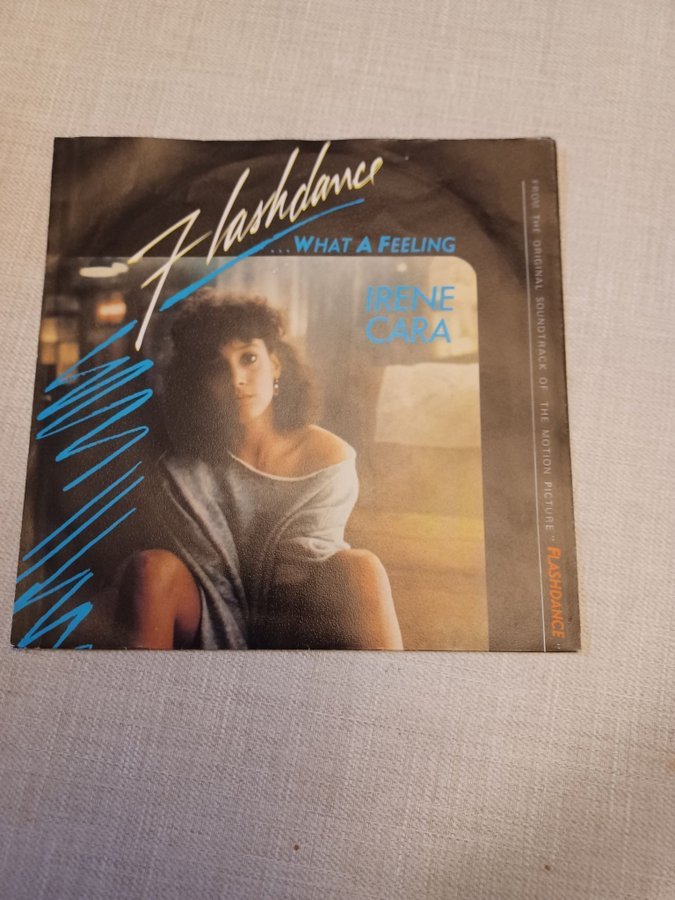 Flashdance
...WHAT A FEELING
IRENE
CARA
FROM THE ORIGINAL SOUNDTRACK OF THE MOTION PICTURE " FLASHDANCE